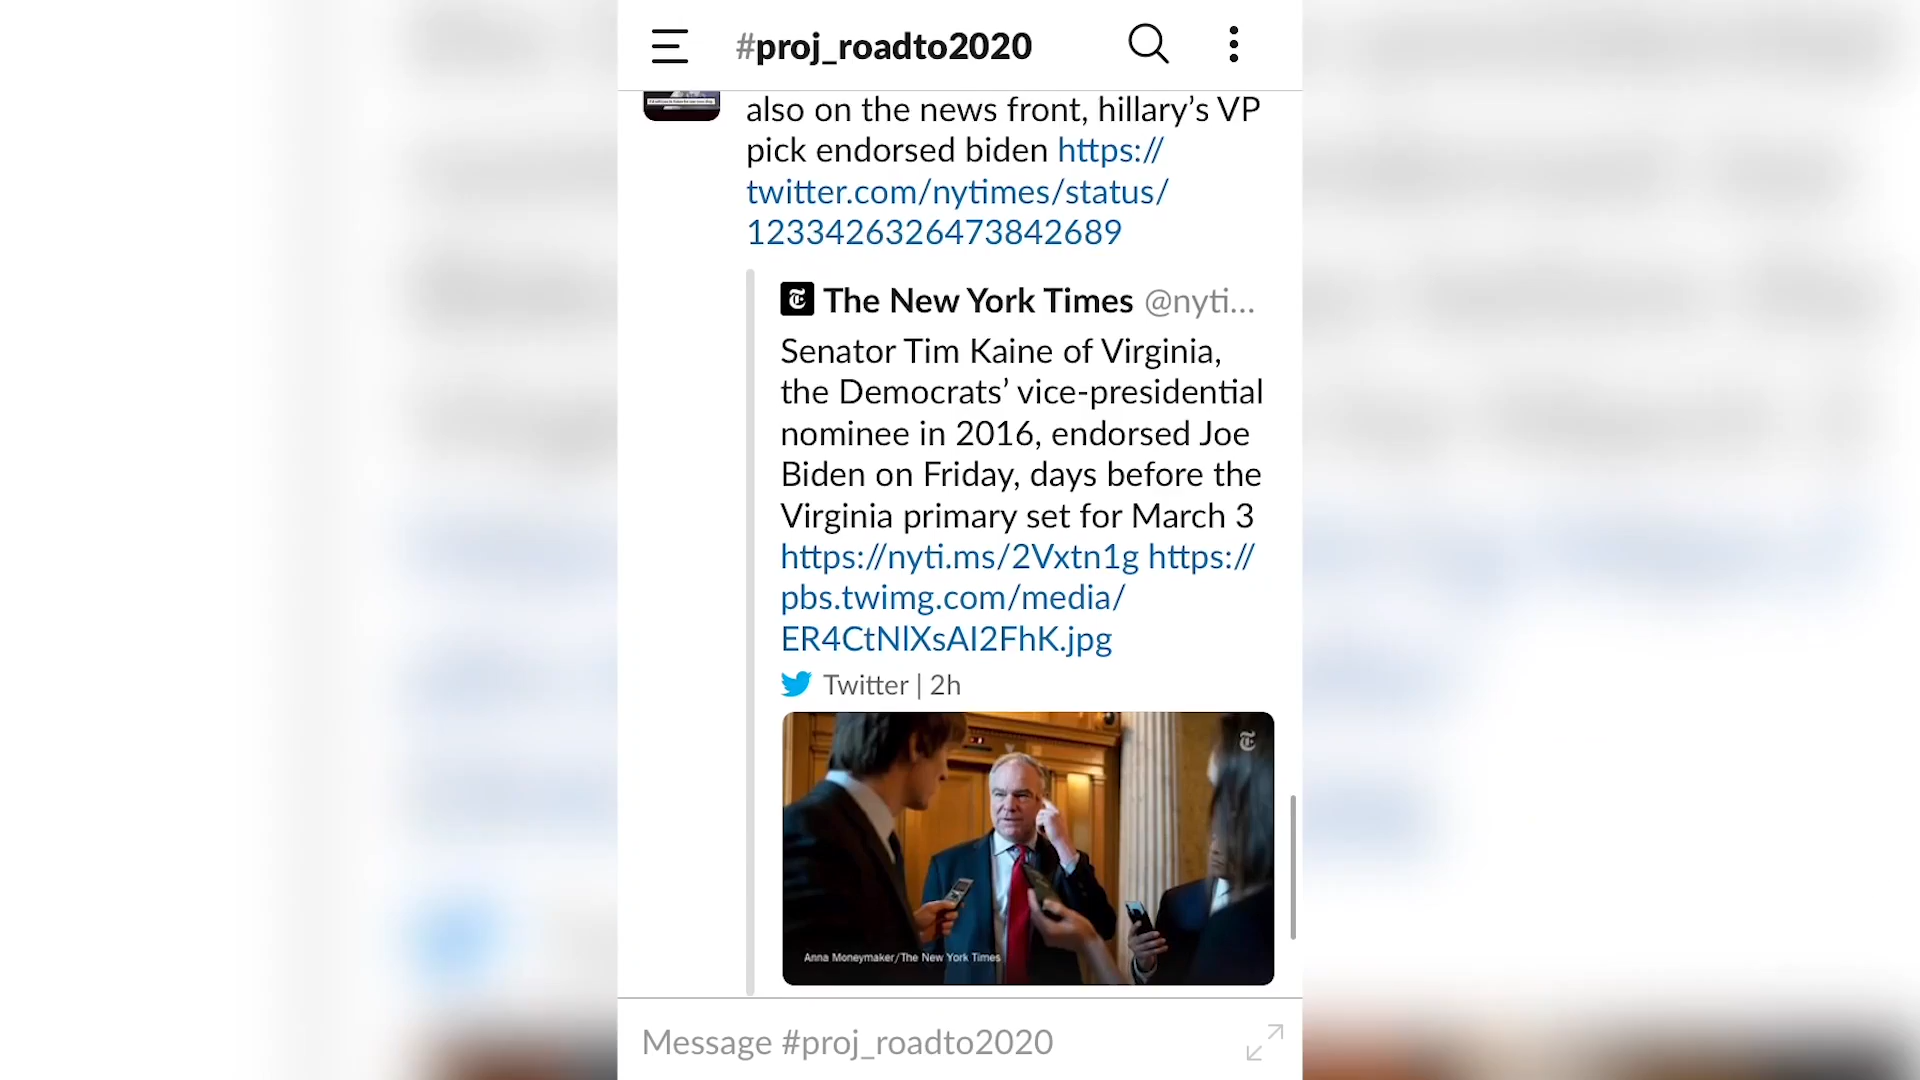 #proj_roadto2020
also on the news front, hillary’s VP
pick endorsed biden https://
twitter.com/nytimes/status/
1233426326473842689
The New York Times @nyti...
Senator Tim Kaine of Virginia,
the Democrats’ vice-presidential
nominee in 2016, endorsed Joe
Biden on Friday, days before the
Virginia primary set for March 3
https://nyti.ms/2Vxtn1g https://
pbs.twimg.com/media/
ER4CtNlXsAI2FhK.jpg
Twitter | 2h
Anna Moneymaker/The New York Times
Message #proj_roadto2020